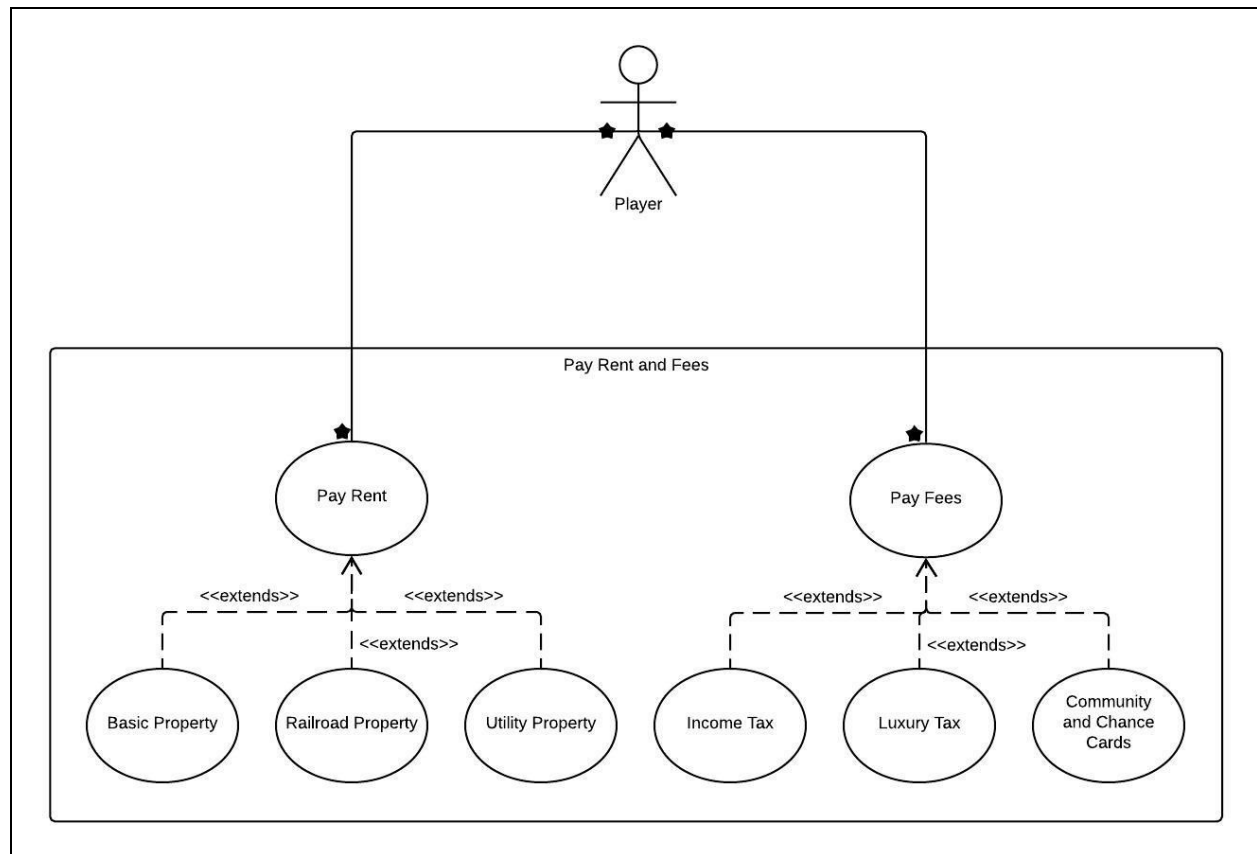 Player
Pay Rent and Fees
Pay Rent
Pay Fees
<<extends>>
<<extends>>
<<extends>>
<<extends>>
<<extends>>
<<extends>>
Basic Property
Railroad Property
Utility Property
Income Tax
Luxury Tax
Community
and Chance
Cards